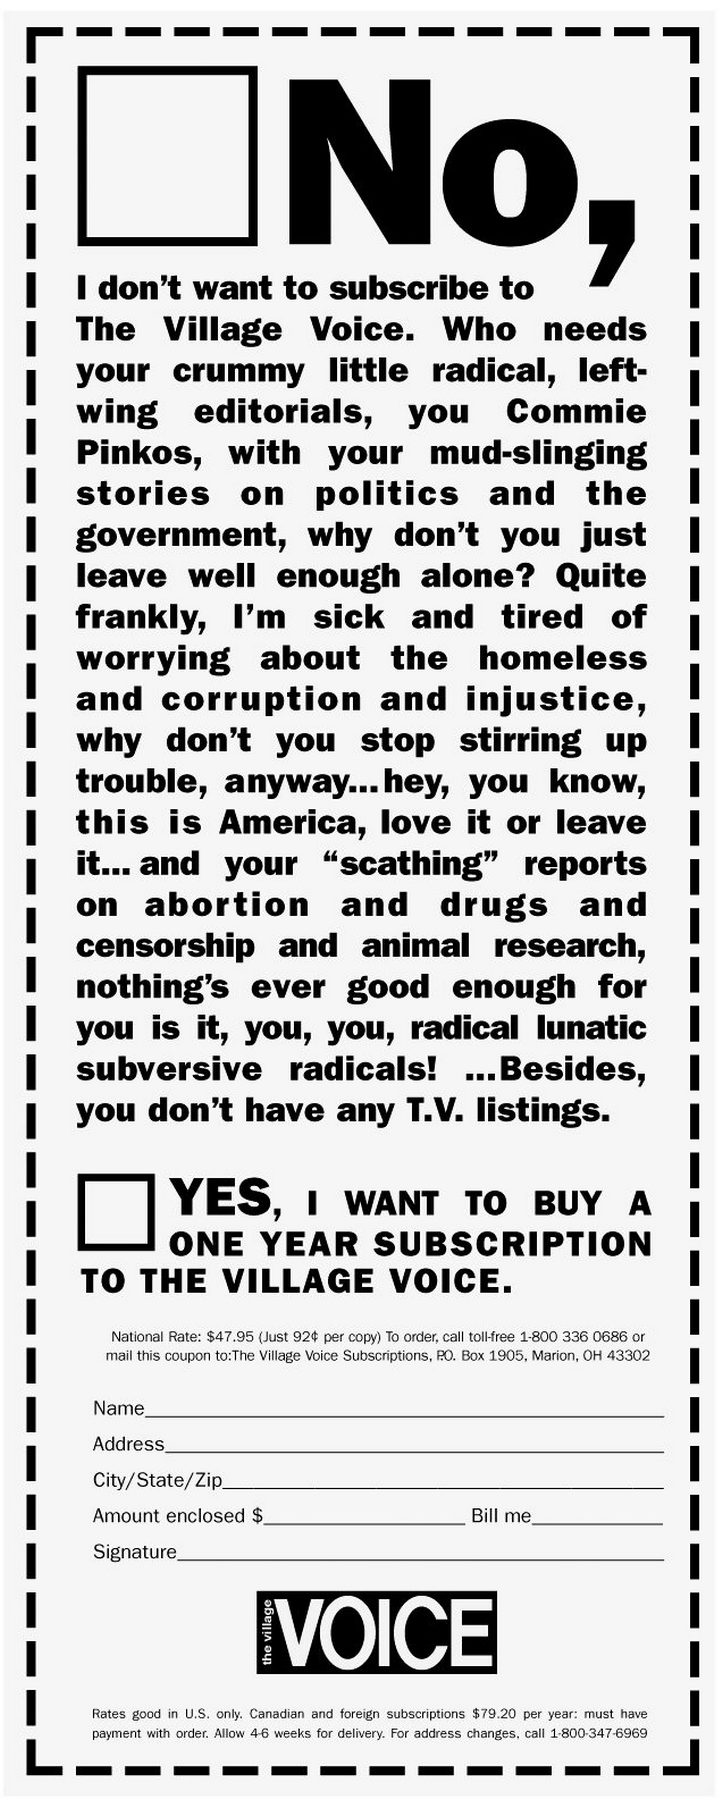 No,
I don't want to subscribe to
The Village Voice. Who needs
your crummy little radical, left-
wing editorials, you Commie
Pinkos, with your mud-slinging
stories on politics and the
government, why don't you just
leave well enough alone? Quite
frankly, I'm sick and tired of
worrying about the homeless
and corruption and injustice,
why don't you stop stirring up
trouble, anyway...hey, you know,
this is America, love it or leave
it... and your “scathing” reports
on abortion and drugs and
censorship and animal research,
nothing's ever good enough for
you is it, you, you, radical lunatic
subversive radicals! ...Besides,
you don't have any T.V. listings.
YES, I WANT TO BUY A
ONE YEAR SUBSCRIPTION
TO THE VILLAGE VOICE.
National Rate: $47.95 (Just 92¢ per copy) To order, call toll-free 1-800 336 0686 or
mail this coupon to:The Village Voice Subscriptions, P.O. Box 1905, Marion, OH 43302
Name
Address
City/State/Zip
Amount enclosed $ Bill me
Signature
the village VOICE
Rates good in U.S. only. Canadian and foreign subscriptions $79.20 per year: must have
payment with order. Allow 4-6 weeks for delivery. For address changes, call 1-800-347-6969